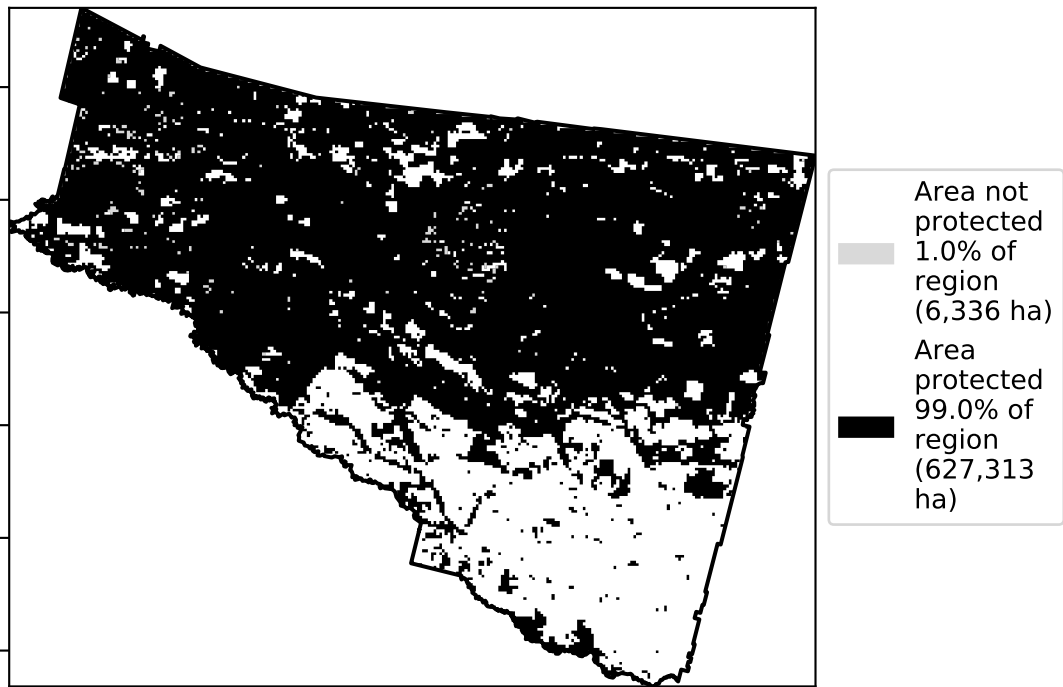 Area not
protected
1.0% of
region
(6,336 ha)
Area
protected
99.0% of
region
(627,313
ha)